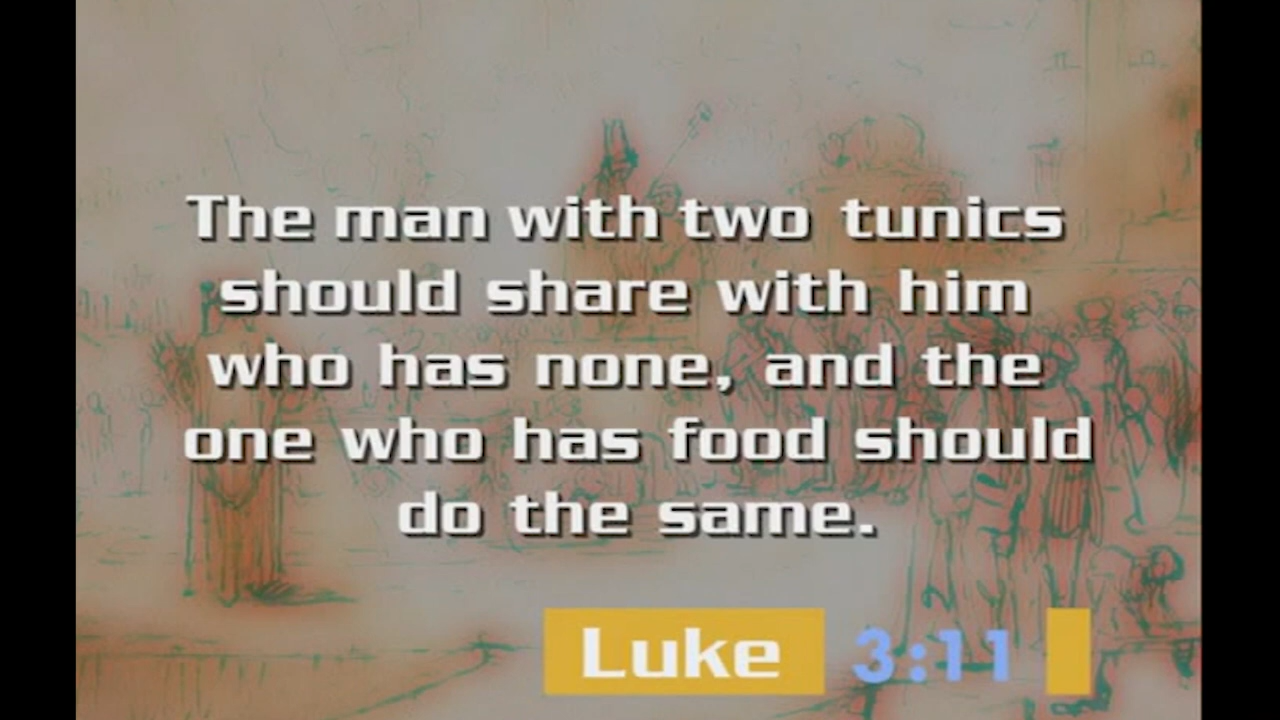 The man with two tunics
should share with him
who has none, and the
one who has food should
do the same.
Luke 3:11